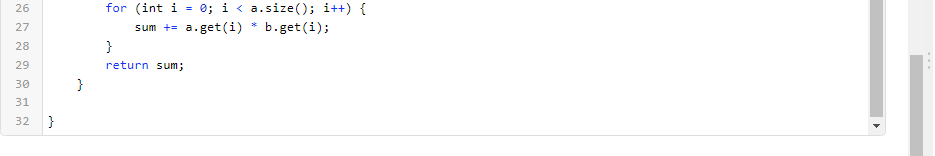 26 for (int i = 0; i < a.size(); i++) {
27 sum += a.get(i) * b.get(i);
28 }
29 return sum;
30 }
31
32 }